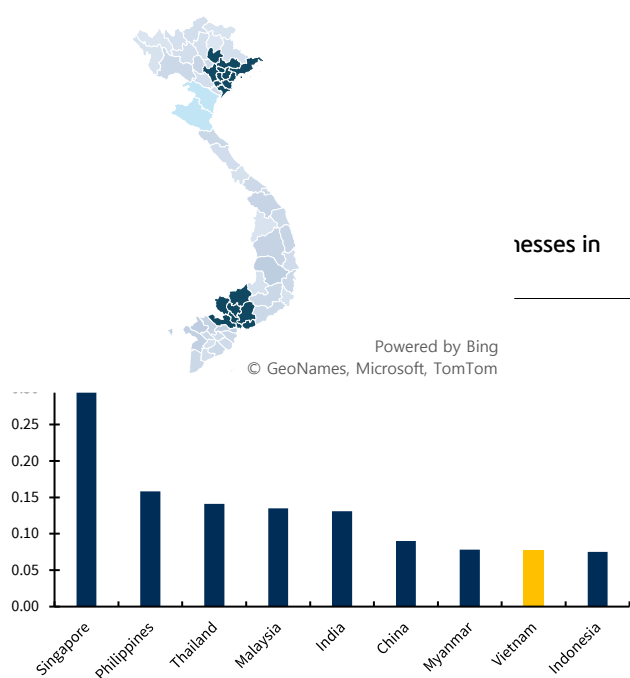 nesses in
Powered by Bing
© GeoNames, Microsoft, TomTom
0.25
0.20
0.15
0.10
0.05
0.00
Singapore
Philippines
Thailand
Malaysia
India
China
Myanmar
Vietnam
Indonesia